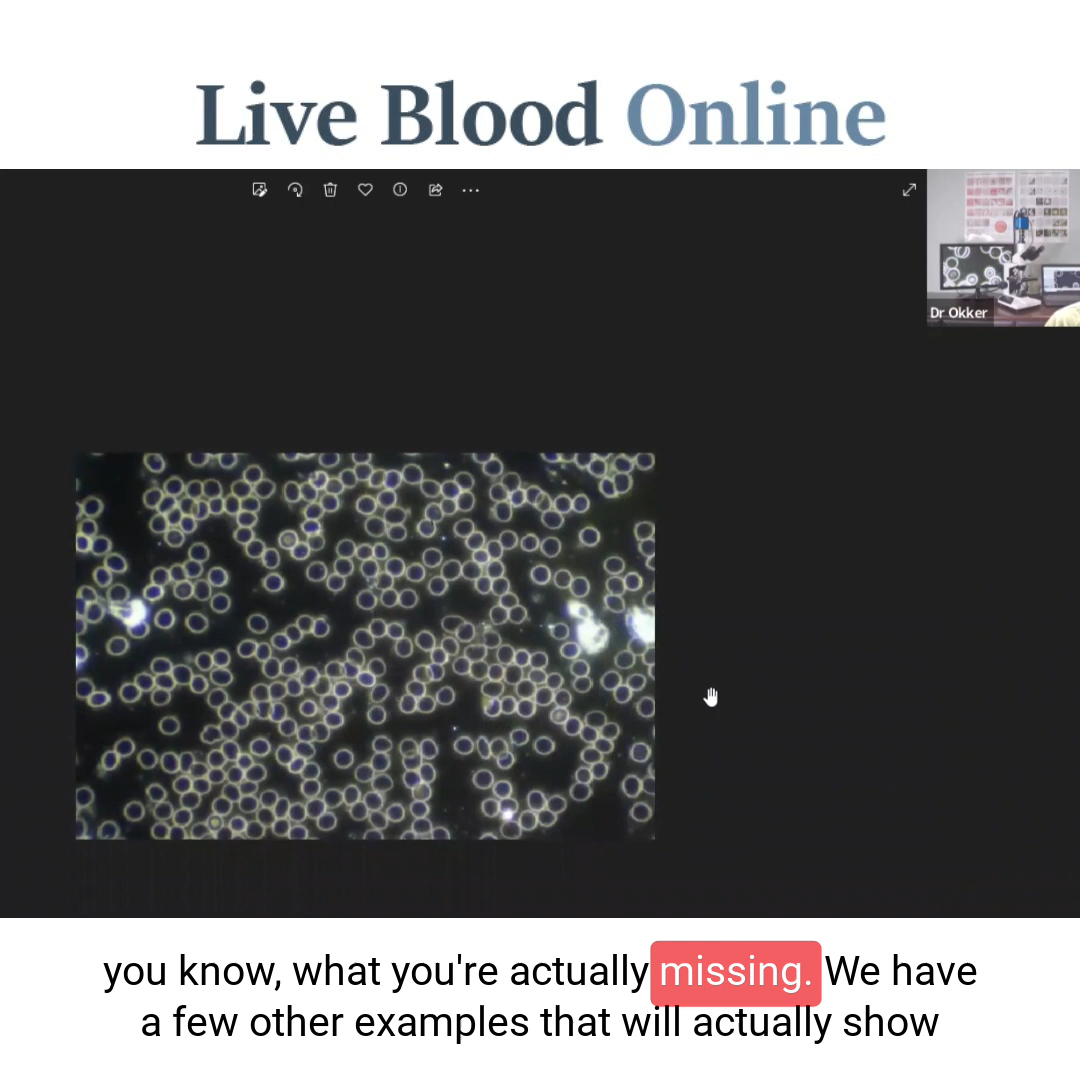 Live Blood Online
Dr Okker
you know, what you're actually missing. We have
a few other examples that will actually show